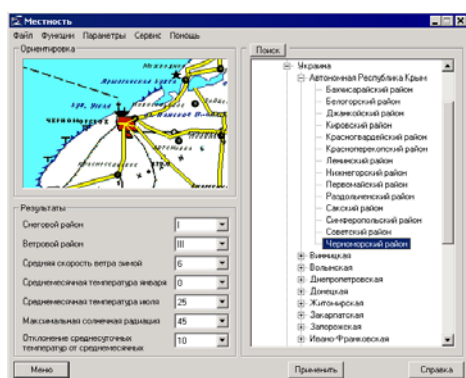 Местность
Файл Функции Параметры Сервис Помощь
Ориентировка
ЧЕРНОМОРСКОЕ
Результаты
Снеговой район I
Ветровой район III
Средняя скорость ветра зимой 6
Среднемесячная температура января 0
Среднемесячная температура июля 25
Максимальная солнечная радиация 45
Отклонение среднесуточных
температур от среднемесячных 10
Меню
Поиск
Украина
Автономная Республика Крым
Бахчисарайский район
Белогорский район
Джанкойский район
Кировский район
Красногвардейский район
Красноперекопский район
Ленинский район
Нижнегорский район
Первомайский район
Раздольненский район
Сакский район
Симферопольский район
Советский район
Черноморский район
Винницкая
Волынская
Днепропетровская
Донецкая
Житомирская
Закарпатская
Запорожская
Ивано-Франковская
Применить Справка